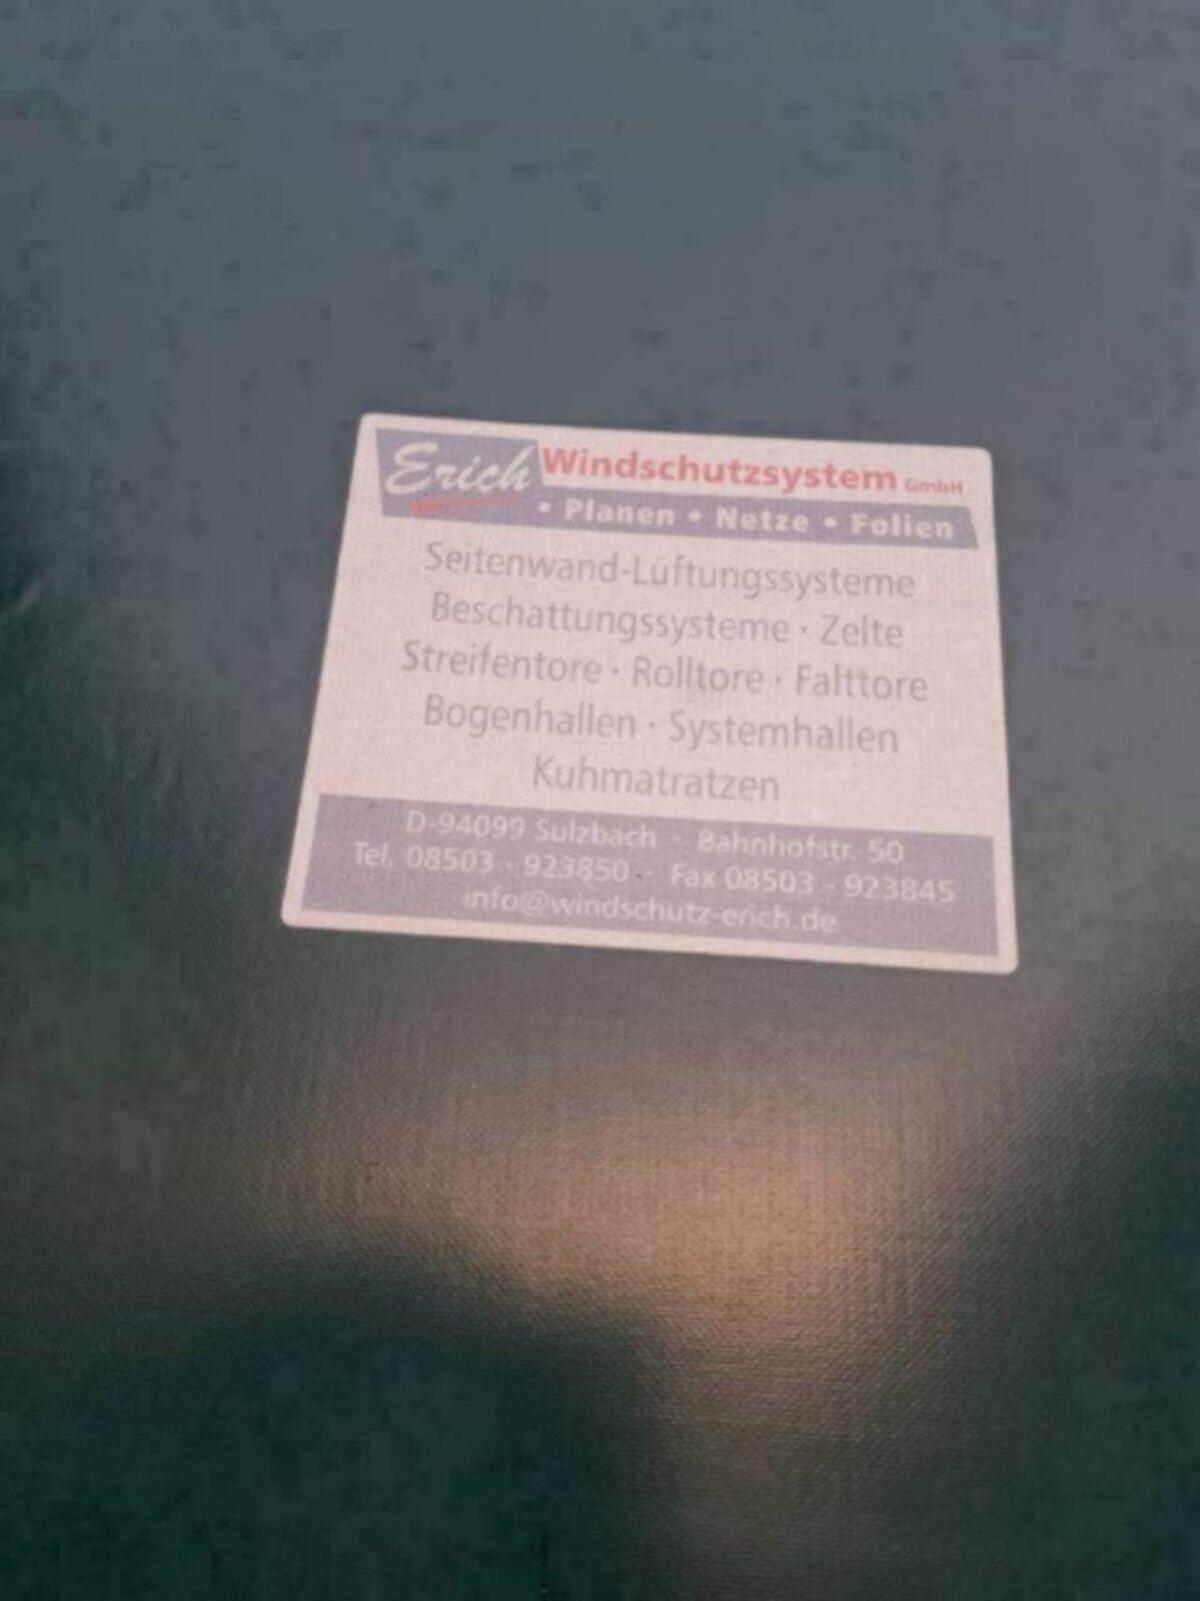 Erich Windschutzsystem GmbH
• Planen • Netze • Folien
Seitenwand-Lüftungssysteme
Beschattungssysteme · Zelte
Streifentore · Rolltore · Falttore
Bogenhallen · Systemhallen
Kuhmatratzen
D-94099 Sulzbach · Bahnhofstr. 50
Tel. 08503 - 923850 · Fax 08503 - 923845
info@windschutz-erich.de